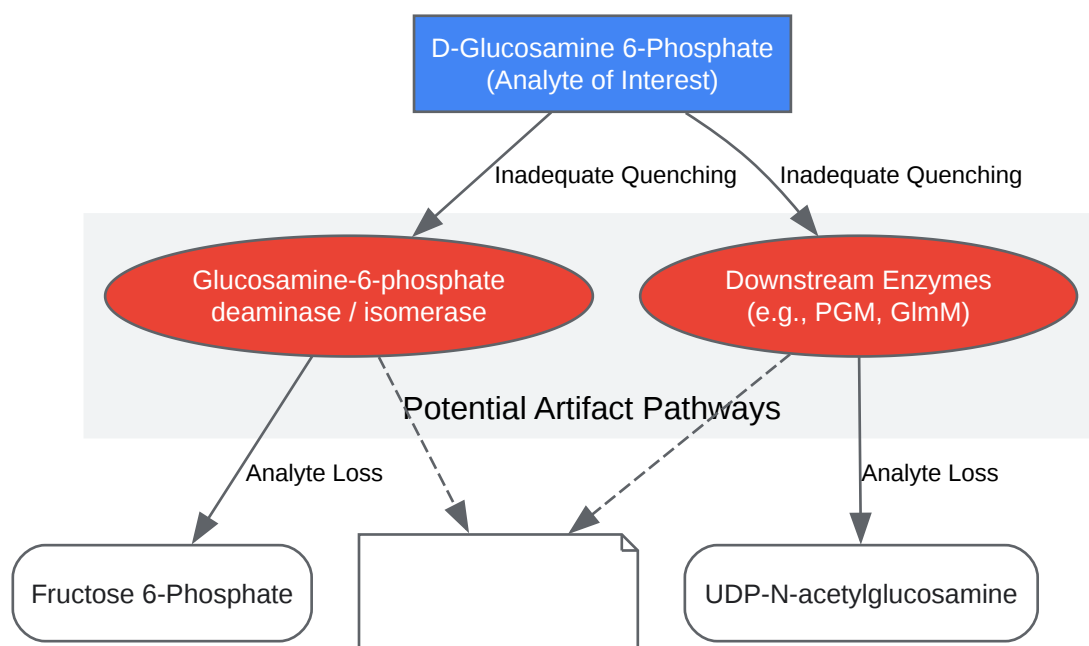 D-Glucosamine 6-Phosphate
(Analyte of Interest)
Inadequate Quenching
Inadequate Quenching
Glucosamine-6-phosphate
deaminase / isomerase
Downstream Enzymes
(e.g., PGM, GlmM)
Potential Artifact Pathways
Analyte Loss
Analyte Loss
Fructose 6-Phosphate
UDP-N-acetylglucosamine